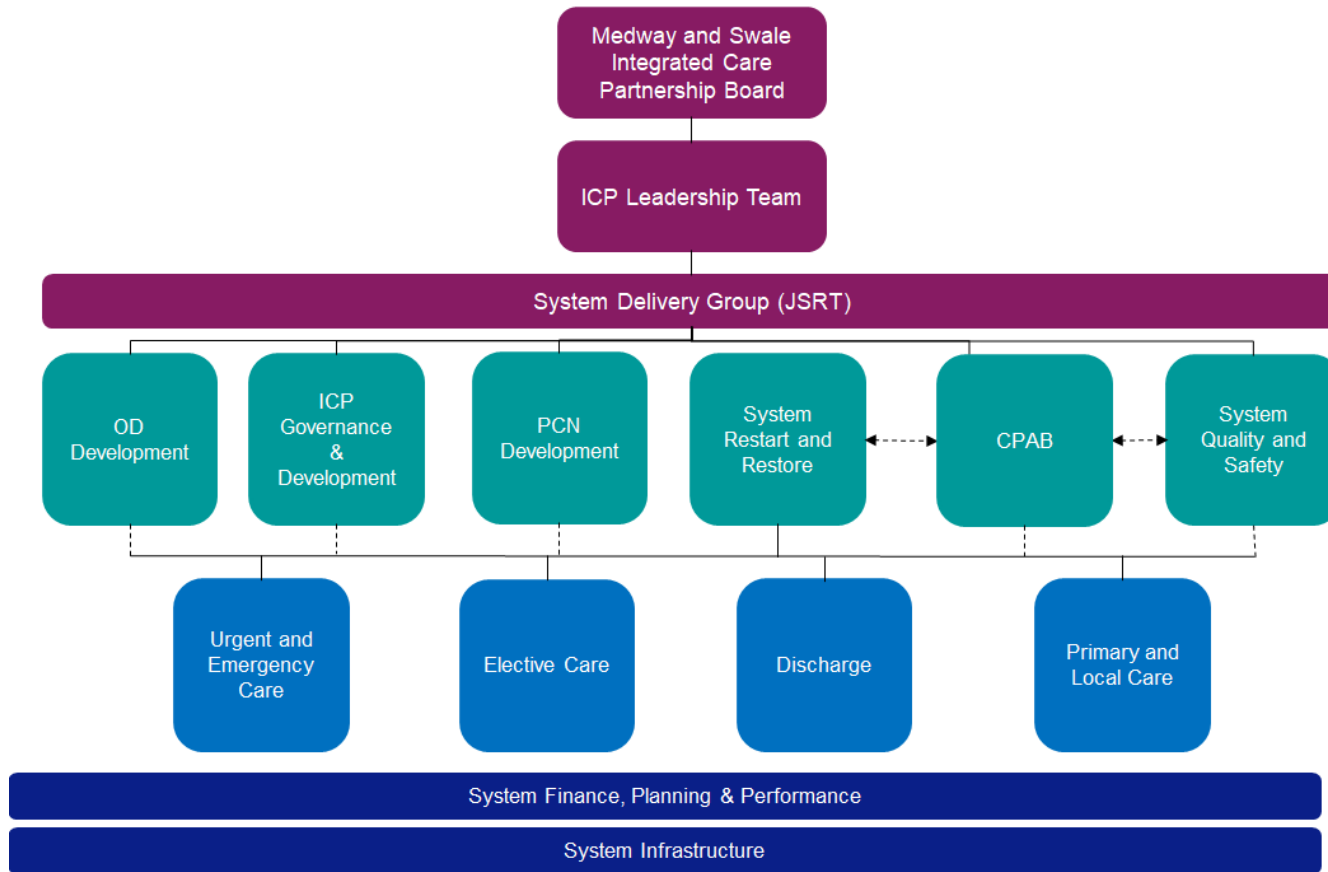 Medway and Swale
Integrated Care
Partnership Board
ICP Leadership Team
System Delivery Group (JSRT)
OD
Development
ICP
Governance
&
Development
PCN
Development
System
Restart and
Restore
CPAB
System
Quality and
Safety
Urgent and
Emergency
Care
Elective Care
Discharge
Primary and
Local Care
System Finance, Planning & Performance
System Infrastructure